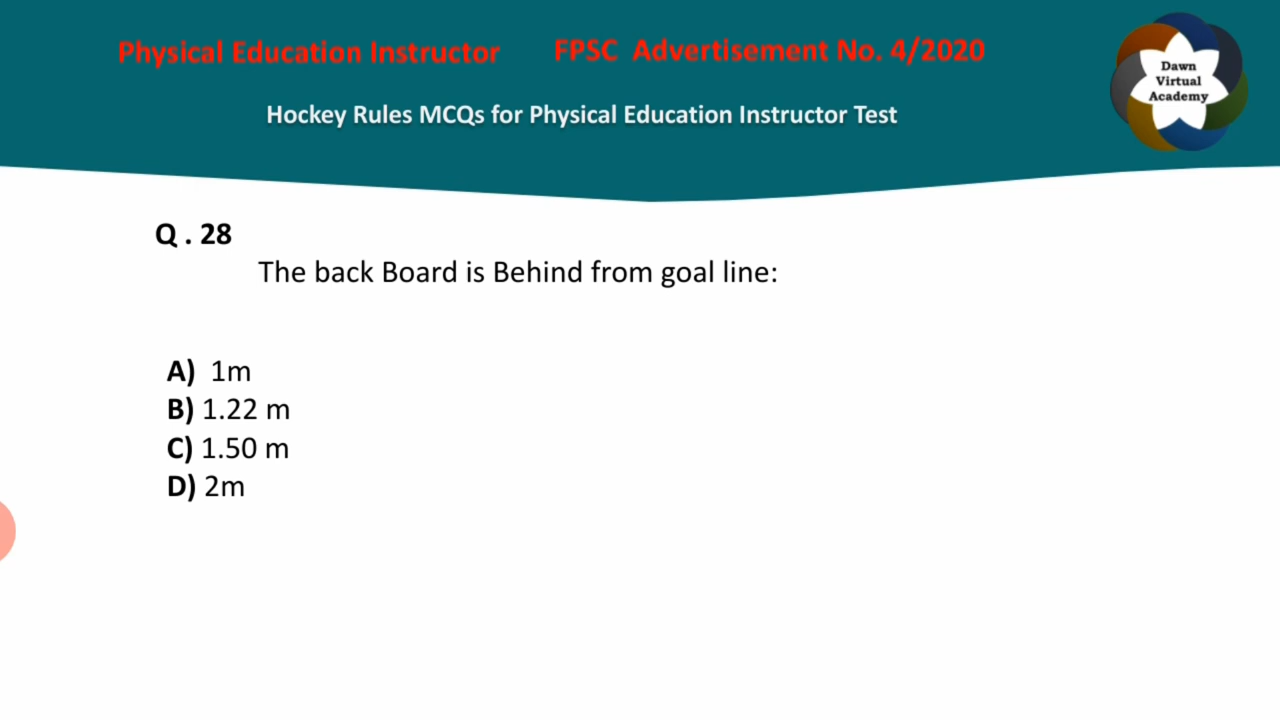 Physical Education Instructor FPSC Advertisement No. 4/2020
Hockey Rules MCQs for Physical Education Instructor Test
Dawn
Virtual
Academy
Q . 28
The back Board is Behind from goal line:
A) 1m
B) 1.22 m
C) 1.50 m
D) 2m